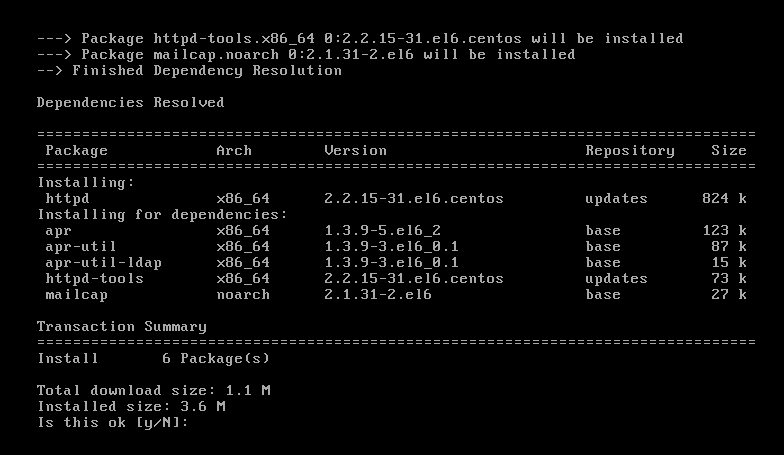 ---> Package httpd-tools.x86_64 0:2.2.15-31.el6.centos will be installed
---> Package mailcap.noarch 0:2.1.31-2.el6 will be installed
--> Finished Dependency Resolution

Dependencies Resolved

================================================================================
 Package            Arch           Version                      Repository    Size
================================================================================
Installing:
 httpd              x86_64         2.2.15-31.el6.centos         updates      824 k
Installing for dependencies:
 apr                x86_64         1.3.9-5.el6_2                base         123 k
 apr-util           x86_64         1.3.9-3.el6_0.1              base          87 k
 apr-util-ldap      x86_64         1.3.9-3.el6_0.1              base          15 k
 httpd-tools        x86_64         2.2.15-31.el6.centos         updates       73 k
 mailcap            noarch         2.1.31-2.el6                 base          27 k

Transaction Summary
================================================================================
Install       6 Package(s)

Total download size: 1.1 M
Installed size: 3.6 M
Is this ok [y/N]: